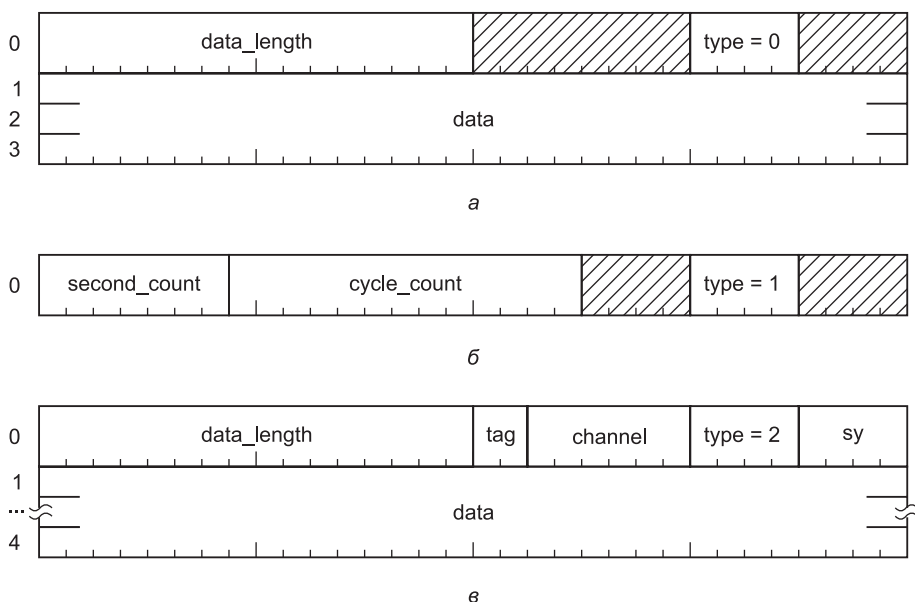 0 data_length type = 0
1
2 data
3
а
0 second_count cycle_count type = 1
б
0 data_length tag channel type = 2 sy
1
... data
4
в